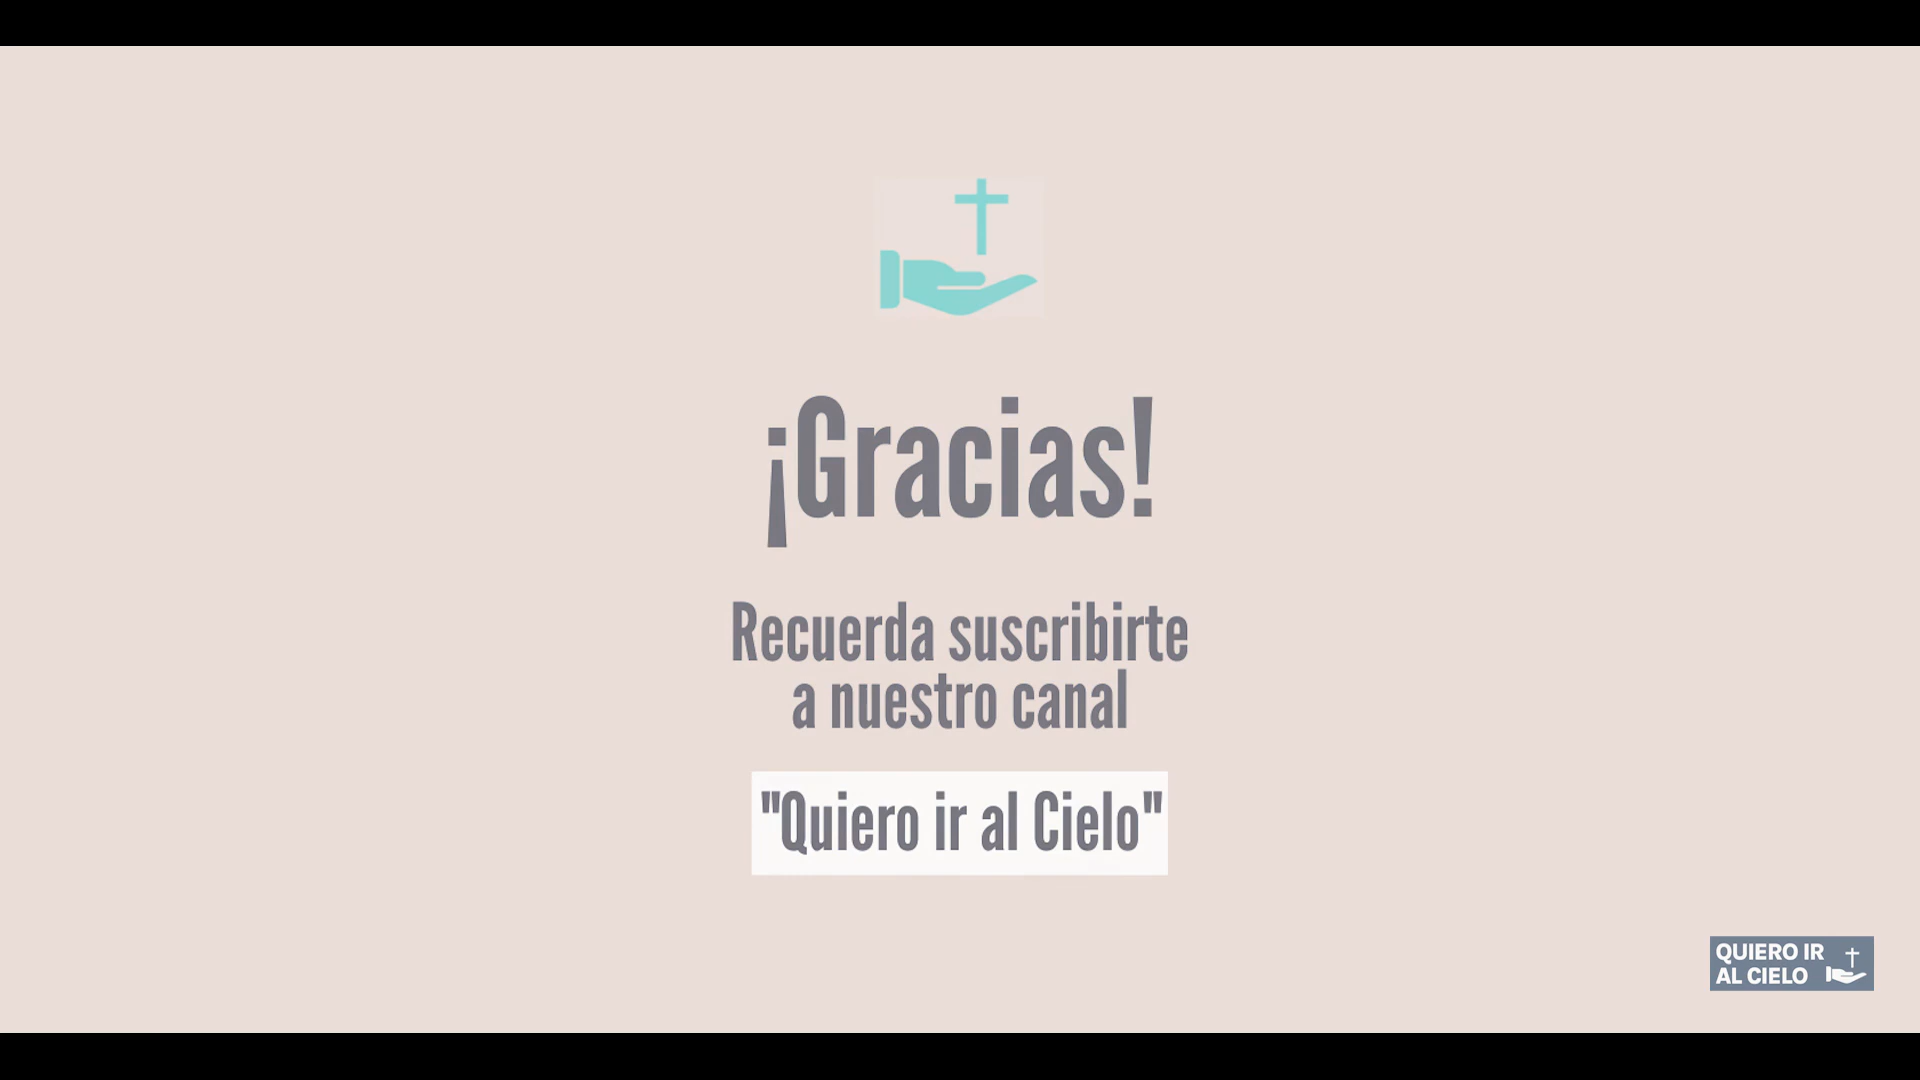 ¡Gracias!
Recuerda suscribirte
a nuestro canal
"Quiero ir al Cielo"
QUIERO IR
AL CIELO